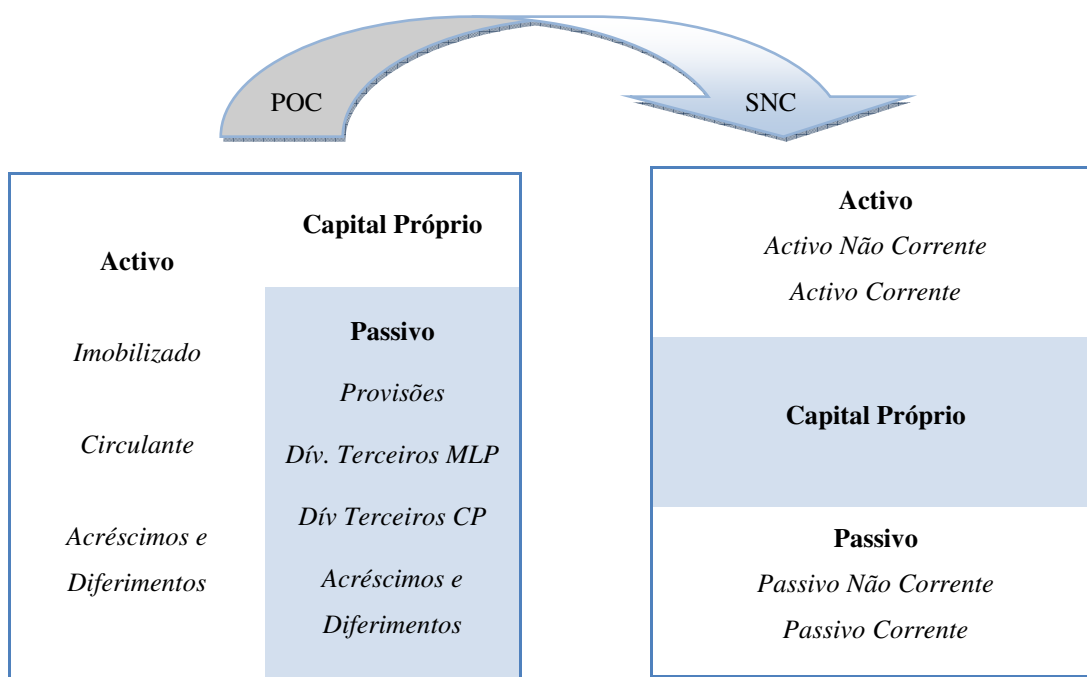 POC
SNC
Activo
Imobilizado
Circulante
Acréscimos e
Diferimentos
Capital Próprio
Passivo
Provisões
Dív. Terceiros MLP
Dív Terceiros CP
Acréscimos e
Diferimentos
Activo
Activo Não Corrente
Activo Corrente
Capital Próprio
Passivo
Passivo Não Corrente
Passivo Corrente